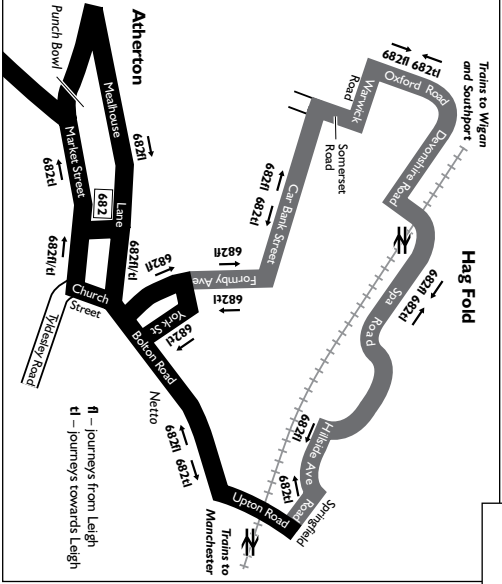 Trains to Wigan
and Southport
Hag Fold
Atherton
Punch Bowl
682fl 682tl
Oxford Road
Warwick
Road
Devonshire Road
Somerset
Road
Mealhouse
Lane
682fl
682fl
682tl
Car Bank Street
682fl
682tl
Spa
Road
Market Street
682tl
682
682fl/tl
682fl/tl
682fl
682fl
Formby Ave
682tl
York St
682tl
Church
Street
Tyldesley Road
Bolton Road
Netto
682fl
682tl
682fl
Hillside Ave
682tl
Springfield
Road
Upton Road
Trains to
Manchester
fl – journeys from Leigh
tl – journeys towards Leigh